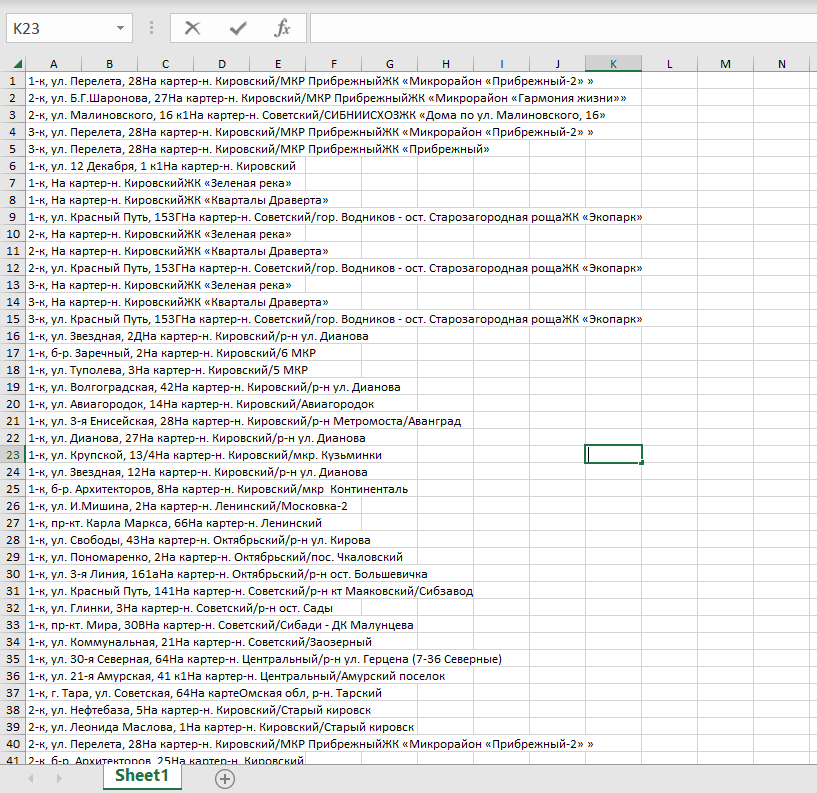 K23
A B C D E F G H I J K L M N
1 1-к, ул. Перелета, 28На картер-н. Кировский/МКР ПрибрежныйЖК «Микрорайон «Прибрежный-2» »
2 2-к, ул. Б.Г.Шаронова, 27На картер-н. Кировский/МКР ПрибрежныйЖК «Микрорайон «Гармония жизни»»
3 2-к, ул. Малиновского, 16 к1На картер-н. Советский/СИБНИИСХОЗЖК «Дома по ул. Малиновского, 16»
4 3-к, ул. Перелета, 28На картер-н. Кировский/МКР ПрибрежныйЖК «Микрорайон «Прибрежный-2» »
5 3-к, ул. Перелета, 28На картер-н. Кировский/МКР ПрибрежныйЖК «Прибрежный»
6 1-к, ул. 12 Декабря, 1 к1На картер-н. Кировский
7 1-к, На картер-н. КировскийЖК «Зеленая река»
8 1-к, На картер-н. КировскийЖК «Кварталы Драверта»
9 1-к, ул. Красный Путь, 153ГНа картер-н. Советский/гор. Водников - ост. Старозагородная рощаЖК «Экопарк»
10 2-к, На картер-н. КировскийЖК «Зеленая река»
11 2-к, На картер-н. КировскийЖК «Кварталы Драверта»
12 2-к, ул. Красный Путь, 153ГНа картер-н. Советский/гор. Водников - ост. Старозагородная рощаЖК «Экопарк»
13 3-к, На картер-н. КировскийЖК «Зеленая река»
14 3-к, На картер-н. КировскийЖК «Кварталы Драверта»
15 3-к, ул. Красный Путь, 153ГНа картер-н. Советский/гор. Водников - ост. Старозагородная рощаЖК «Экопарк»
16 1-к, ул. Звездная, 2ДНа картер-н. Кировский/р-н ул. Дианова
17 1-к, б-р. Заречный, 2На картер-н. Кировский/6 МКР
18 1-к, ул. Туполева, 3На картер-н. Кировский/5 МКР
19 1-к, ул. Волгоградская, 42На картер-н. Кировский/р-н ул. Дианова
20 1-к, ул. Авиагородок, 14На картер-н. Кировский/Авиагородок
21 1-к, ул. 3-я Енисейская, 28На картер-н. Кировский/р-н Метромоста/Авангард
22 1-к, ул. Дианова, 27На картер-н. Кировский/р-н ул. Дианова
23 1-к, ул. Крупской, 13/4На картер-н. Кировский/мкр. Кузьминки
24 1-к, ул. Звездная, 12На картер-н. Кировский/р-н ул. Дианова
25 1-к, б-р. Архитекторов, 8На картер-н. Кировский/мкр  Континенталь
26 1-к, ул. И.Мишина, 2На картер-н. Ленинский/Московка-2
27 1-к, пр-кт. Карла Маркса, 66На картер-н. Ленинский
28 1-к, ул. Свободы, 43На картер-н. Октябрьский/р-н ул. Кирова
29 1-к, ул. Пономаренко, 2На картер-н. Октябрьский/пос. Чкаловский
30 1-к, ул. 3-я Линия, 161аНа картер-н. Октябрьский/р-н ост. Большевичка
31 1-к, ул. Красный Путь, 141На картер-н. Советский/р-н кт Маяковский/Сибзавод
32 1-к, ул. Глинки, 3На картер-н. Советский/р-н ост. Сады
33 1-к, пр-кт. Мира, 30ВНа картер-н. Советский/Сибади - ДК Малунцева
34 1-к, ул. Коммунальная, 21На картер-н. Советский/Заозерный
35 1-к, ул. 30-я Северная, 64На картер-н. Центральный/р-н ул. Герцена (7-36 Северные)
36 1-к, ул. 21-я Амурская, 41 к1На картер-н. Центральный/Амурский поселок
37 1-к, г. Тара, ул. Советская, 64На картеОмская обл, р-н. Тарский
38 2-к, ул. Нефтебаза, 5На картер-н. Кировский/Старый кировск
39 2-к, ул. Леонида Маслова, 1На картер-н. Кировский/Старый кировск
40 2-к, ул. Перелета, 28На картер-н. Кировский/МКР ПрибрежныйЖК «Микрорайон «Прибрежный-2» »
41 2-к, б-р. Архитекторов, 25На картер-н. Кировский
Sheet1